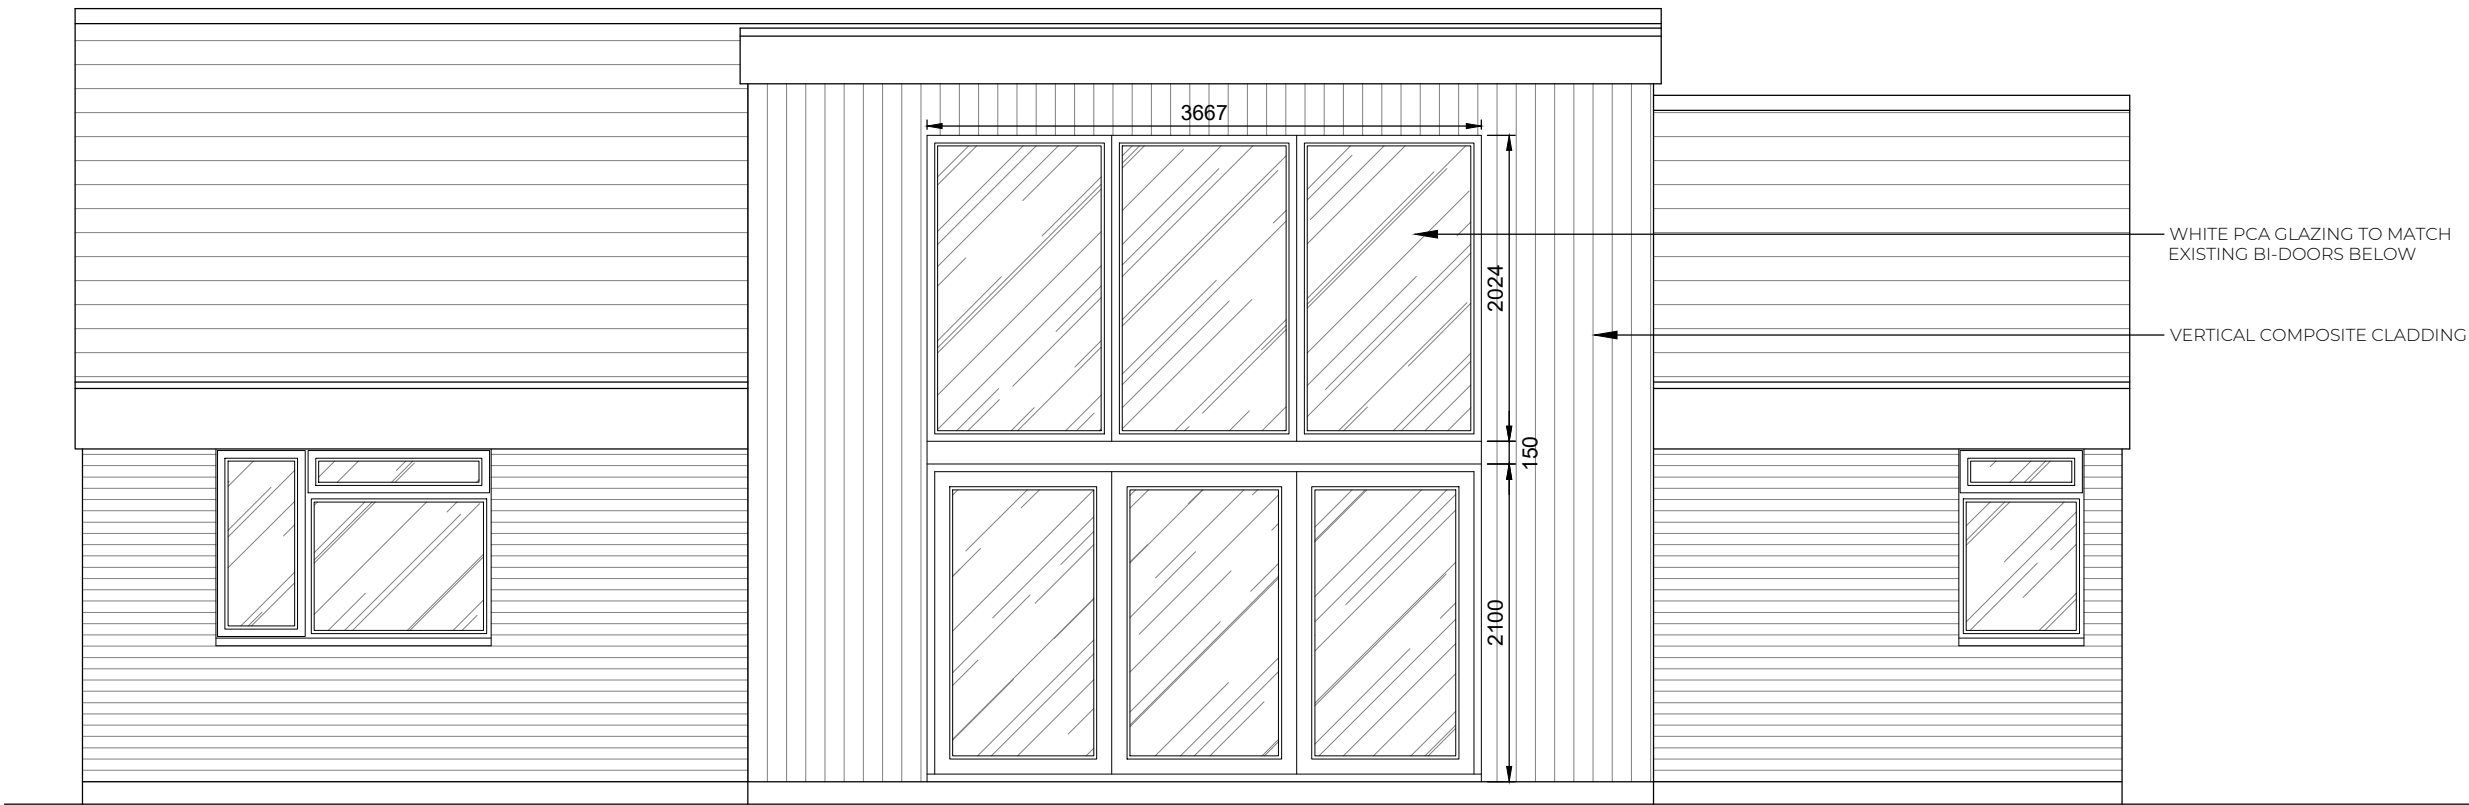 3667
WHITE PCA GLAZING TO MATCH
EXISTING BI-DOORS BELOW
2024
VERTICAL COMPOSITE CLADDING
150
2100